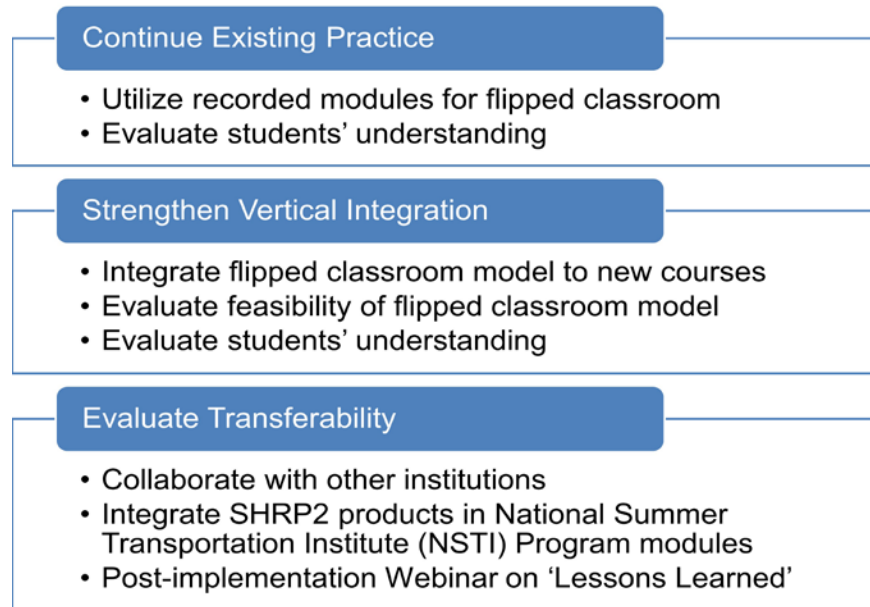 Continue Existing Practice
• Utilize recorded modules for flipped classroom
• Evaluate students’ understanding
Strengthen Vertical Integration
• Integrate flipped classroom model to new courses
• Evaluate feasibility of flipped classroom model
• Evaluate students’ understanding
Evaluate Transferability
• Collaborate with other institutions
• Integrate SHRP2 products in National Summer
Transportation Institute (NSTI) Program modules
• Post-implementation Webinar on ‘Lessons Learned’